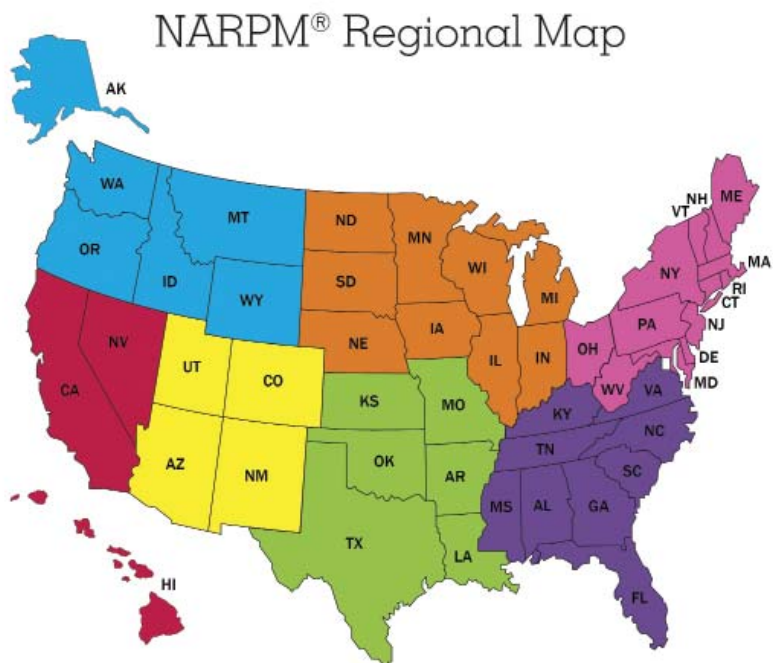 NARPM® Regional Map
AK
WA
MT
ND
MN
OR
ID
WY
SD
WI
MI
NE
IA
IL
IN
OH
VT
NH
ME
NY
MA
RI
CT
PA
NJ
DE
MD
WV
VA
NV
CA
UT
CO
KS
MO
KY
NC
TN
AZ
NM
OK
AR
SC
MS
AL
GA
TX
LA
FL
HI